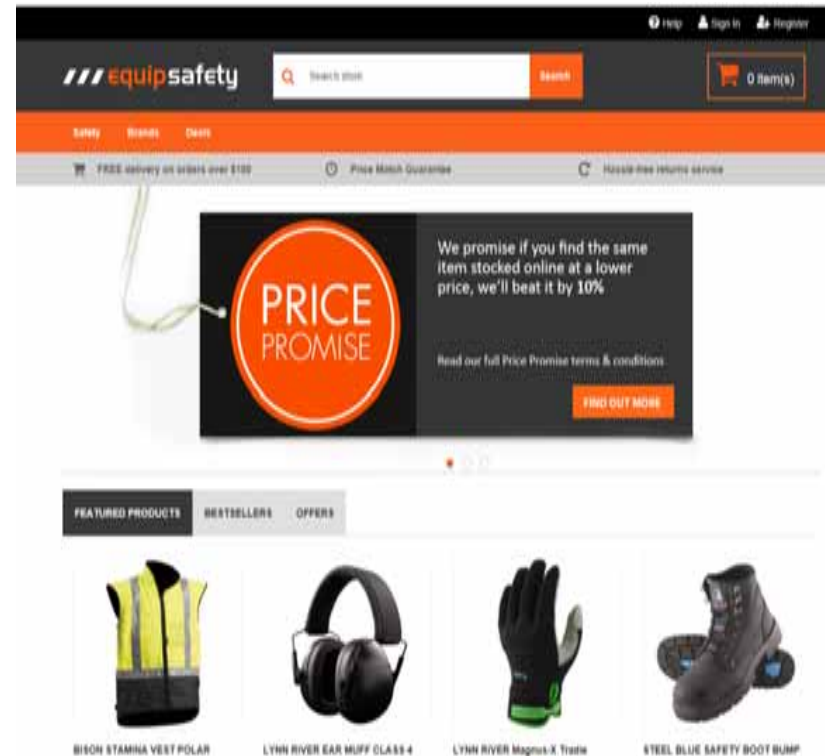 Help Sign In Register
equipsafety
Search store
Search
0 item(s)
Safety Brands Deals
FREE delivery on orders over $100
Price Match Guarantee
Hassle-free returns service
PRICE
PROMISE
We promise if you find the same
item stocked online at a lower
price, we'll beat it by 10%
Read our full Price Promise terms & conditions
FIND OUT MORE
FEATURED PRODUCTS BESTSELLERS OFFERS
BISON STAMINA VEST POLAR
LYNN RIVER EAR MUFF CLASS 4
LYNN RIVER Magnus-X Tradie
STEEL BLUE SAFETY BOOT BUMP